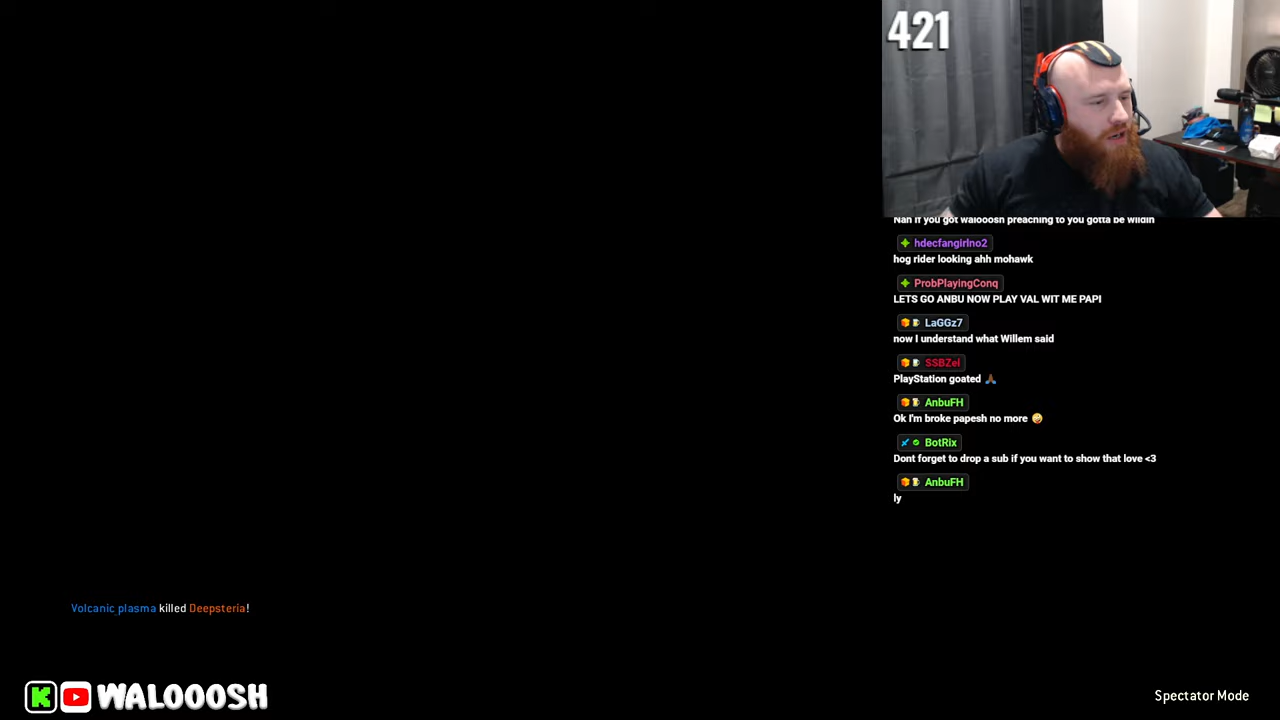 421
Nah if you got walooosh preaching to you gotta be wildin
hdecfangirlno2
hog rider looking ahh mohawk
ProbPlayingConq
LETS GO ANBU NOW PLAY VAL WIT ME PAPI
LaGGz7
now I understand what Willem said
SSBZel
PlayStation goated 🙏🏾
AnbuFH
Ok I'm broke papesh no more 🤪
BotRix
Dont forget to drop a sub if you want to show that love <3
AnbuFH
ly
Volcanic_plasma killed Deepsteria!
K WALOOOSH
Spectator Mode